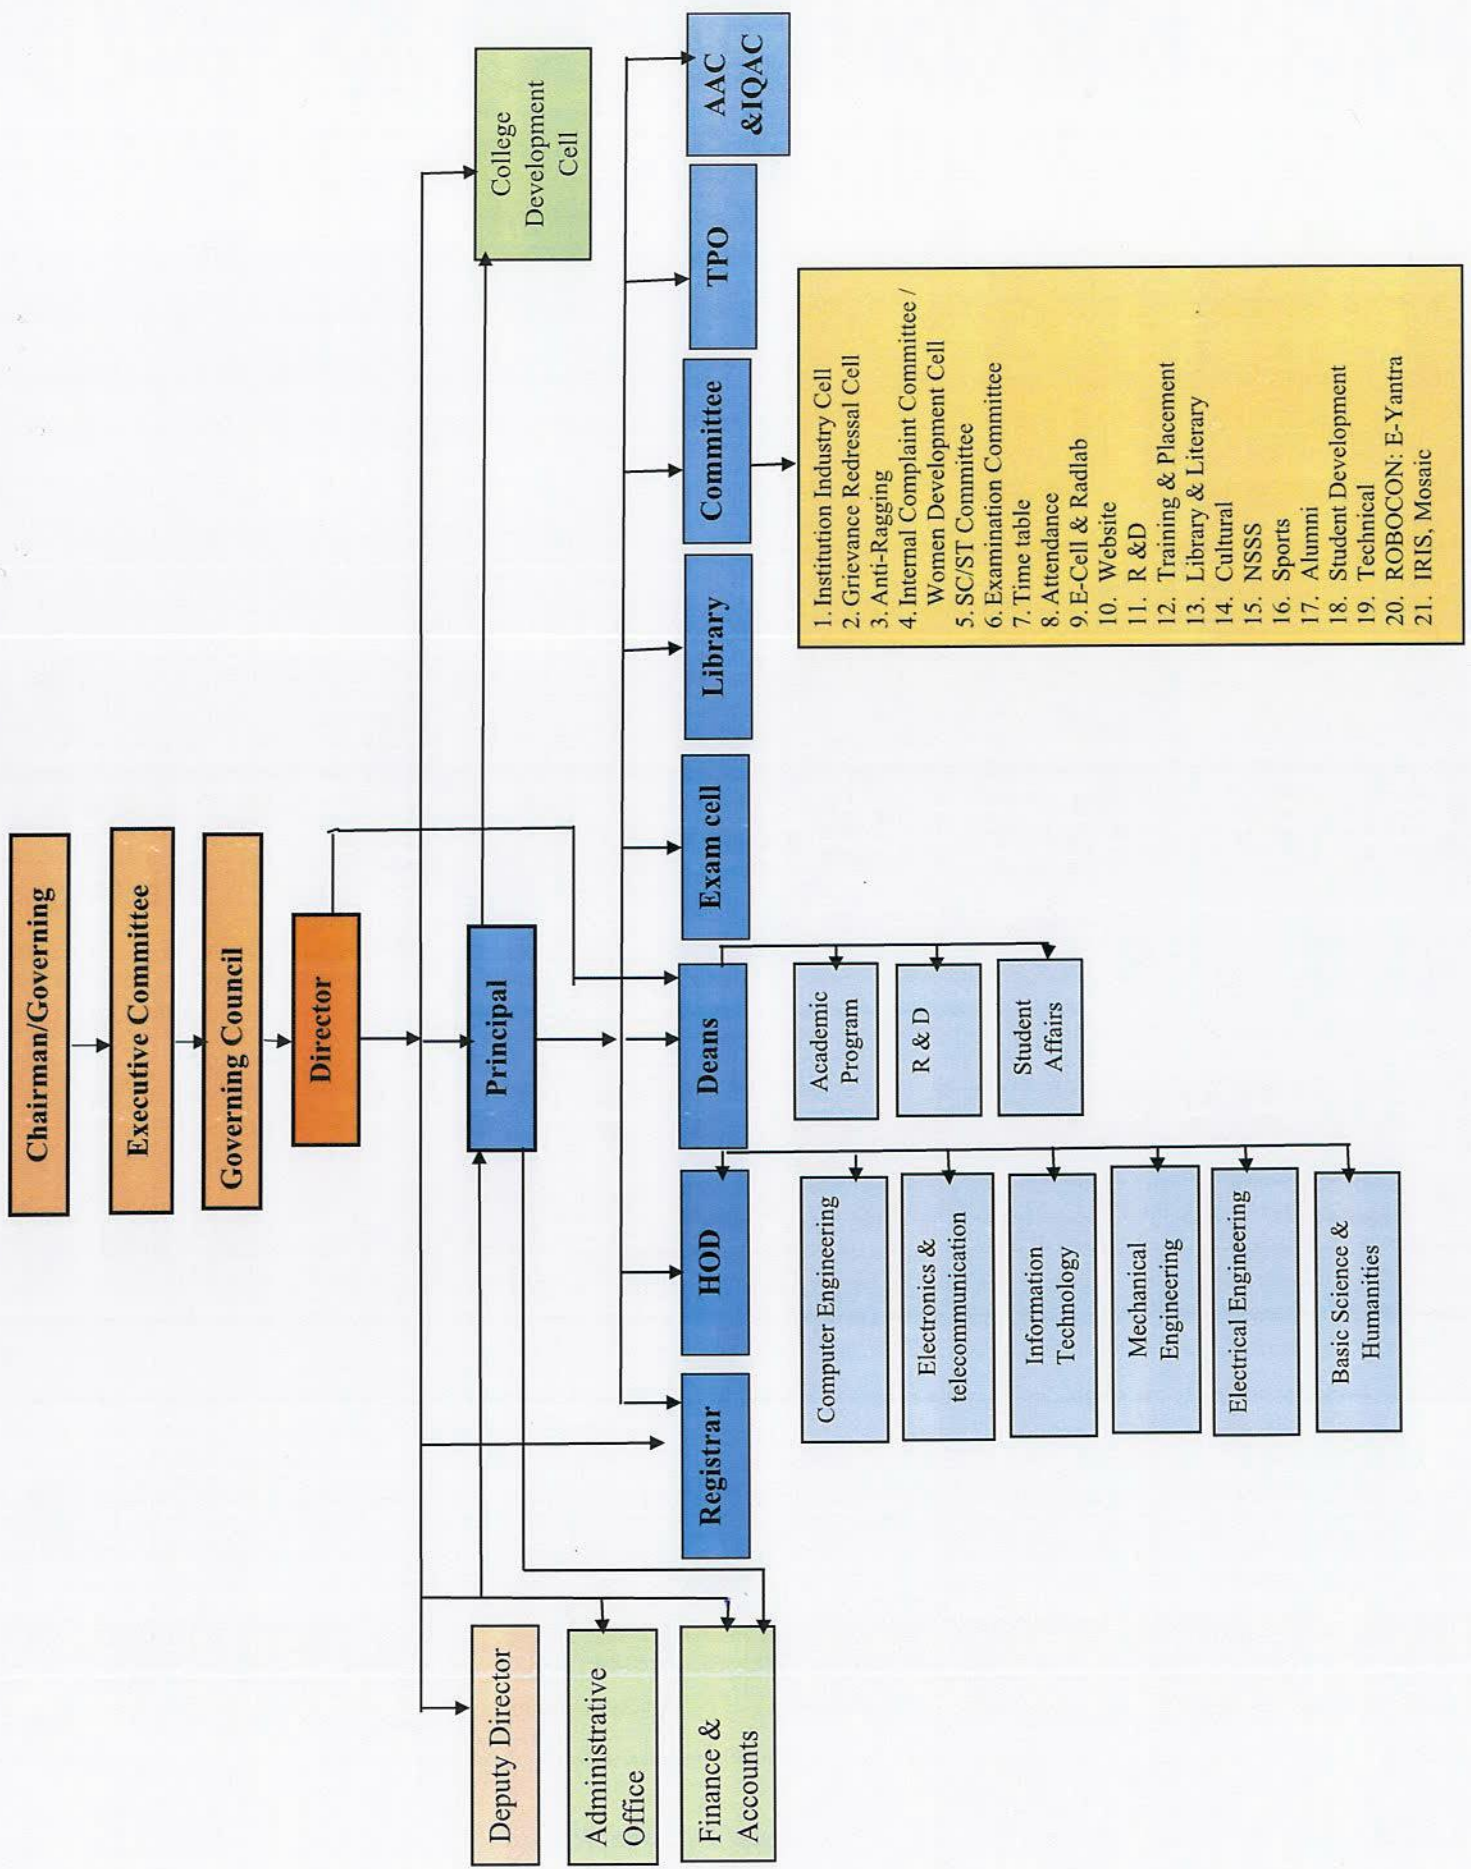 Chairman/Governing
Executive Committee
Governing Council
Director
Deputy Director
Principal
College
Development
Cell
Administrative
Office
Finance &
Accounts
Registrar
HOD
Deans
Exam cell
Library
Committee
TPO
AAC
&IQAC
Computer Engineering
Electronics &
telecommunication
Information
Technology
Mechanical
Engineering
Electrical Engineering
Basic Science &
Humanities
Academic
Program
R & D
Student
Affairs
1. Institution Industry Cell
2. Grievance Redressal Cell
3. Anti-Ragging
4. Internal Complaint Committee /
Women Development Cell
5. SC/ST Committee
6. Examination Committee
7. Time table
8. Attendance
9. E-Cell & Radlab
10. Website
11. R &D
12. Training & Placement
13. Library & Literary
14. Cultural
15. NSSS
16. Sports
17. Alumni
18. Student Development
19. Technical
20. ROBOCON: E-Yantra
21. IRIS, Mosaic